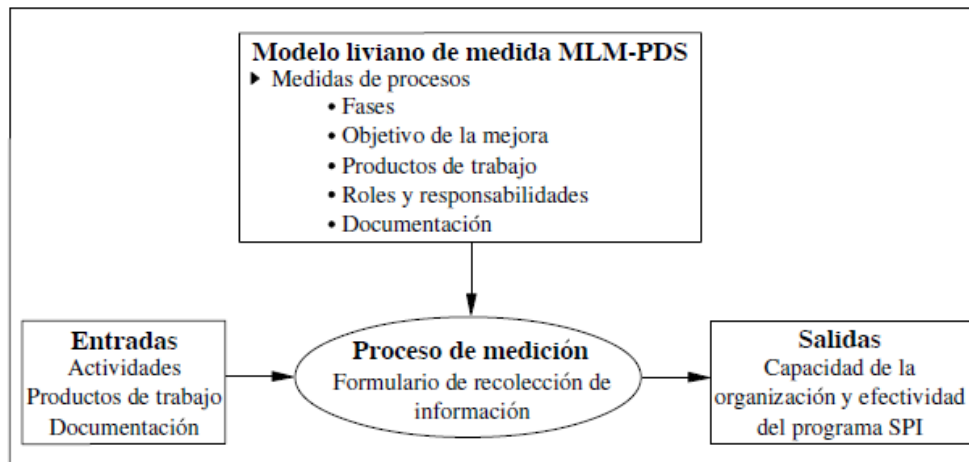 Modelo liviano de medida MLM-PDS
▸ Medidas de procesos
• Fases
• Objetivo de la mejora
• Productos de trabajo
• Roles y responsabilidades
• Documentación
Entradas
Actividades
Productos de trabajo
Documentación
Proceso de medición
Formulario de recolección de
información
Salidas
Capacidad de la
organización y efectividad
del programa SPI